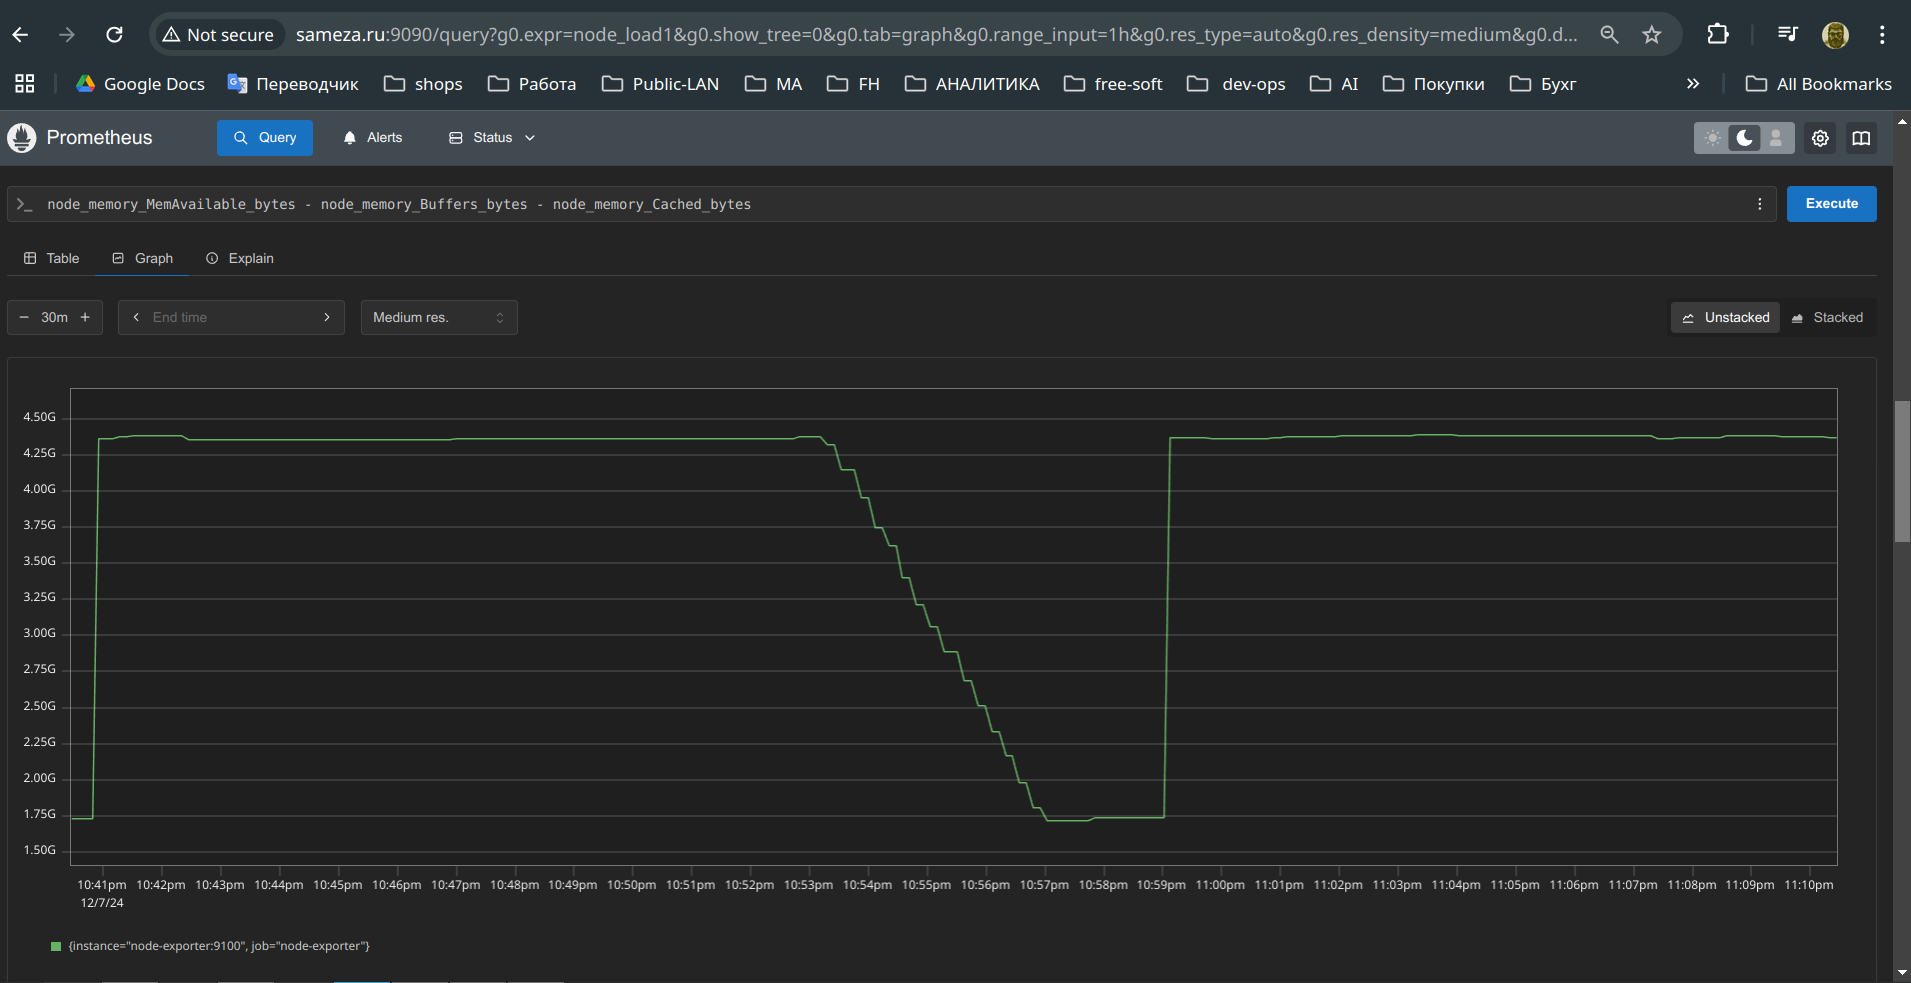 Not secure sameza.ru:9090/query?g0.expr=node_load1&g0.show_tree=0&g0.tab=graph&g0.range_input=1h&g0.res_type=auto&g0.res_density=medium&g0.d...
Google Docs Переводчик shops Работа Public-LAN MA FH АНАЛИТИКА free-soft dev-ops AI Покупки Бухг » All Bookmarks
Prometheus Query Alerts Status
>_ node_memory_MemAvailable_bytes - node_memory_Buffers_bytes - node_memory_Cached_bytes Execute
Table Graph Explain
− 30m + < End time > Medium res. Unstacked Stacked
4.50G
4.25G
4.00G
3.75G
3.50G
3.25G
3.00G
2.75G
2.50G
2.25G
2.00G
1.75G
1.50G
10:41pm 10:42pm 10:43pm 10:44pm 10:45pm 10:46pm 10:47pm 10:48pm 10:49pm 10:50pm 10:51pm 10:52pm 10:53pm 10:54pm 10:55pm 10:56pm 10:57pm 10:58pm 10:59pm 11:00pm 11:01pm 11:02pm 11:03pm 11:04pm 11:05pm 11:06pm 11:07pm 11:08pm 11:09pm 11:10pm
12/7/24
{instance="node-exporter:9100", job="node-exporter"}